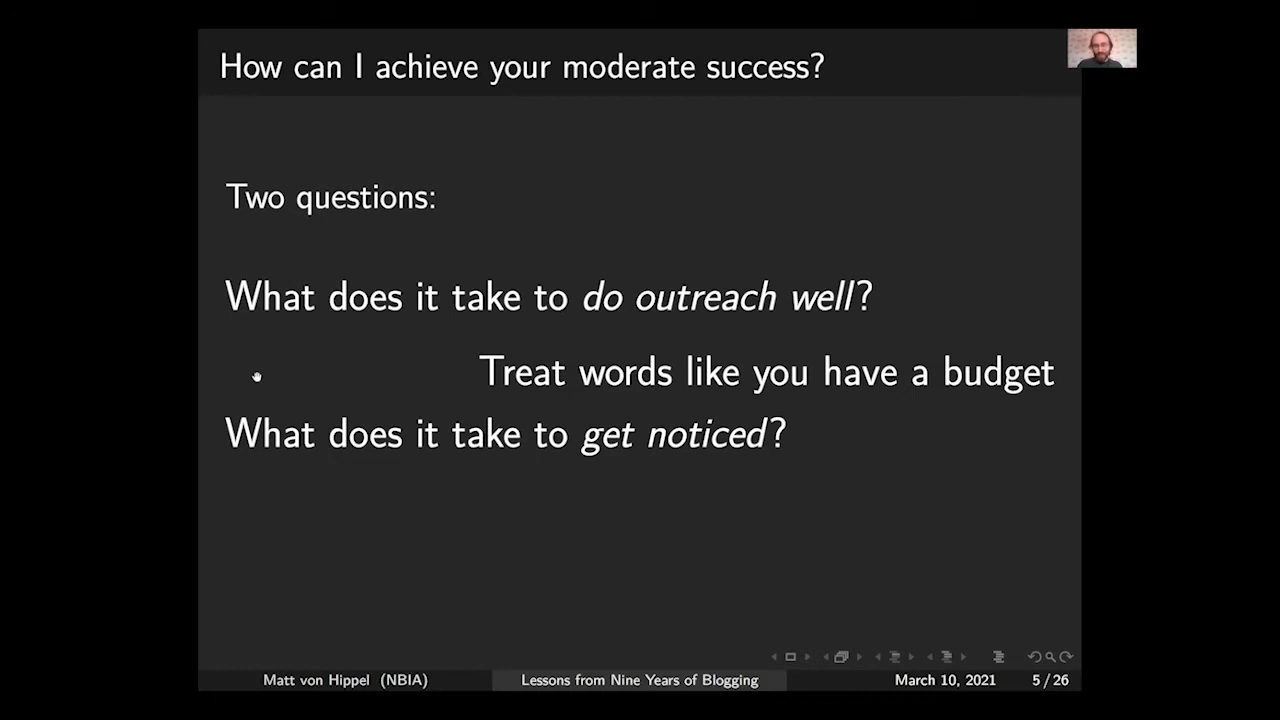 How can I achieve your moderate success?
Two questions:
What does it take to do outreach well?
Treat words like you have a budget
What does it take to get noticed?
Matt von Hippel (NBIA) Lessons from Nine Years of Blogging March 10, 2021 5 / 26